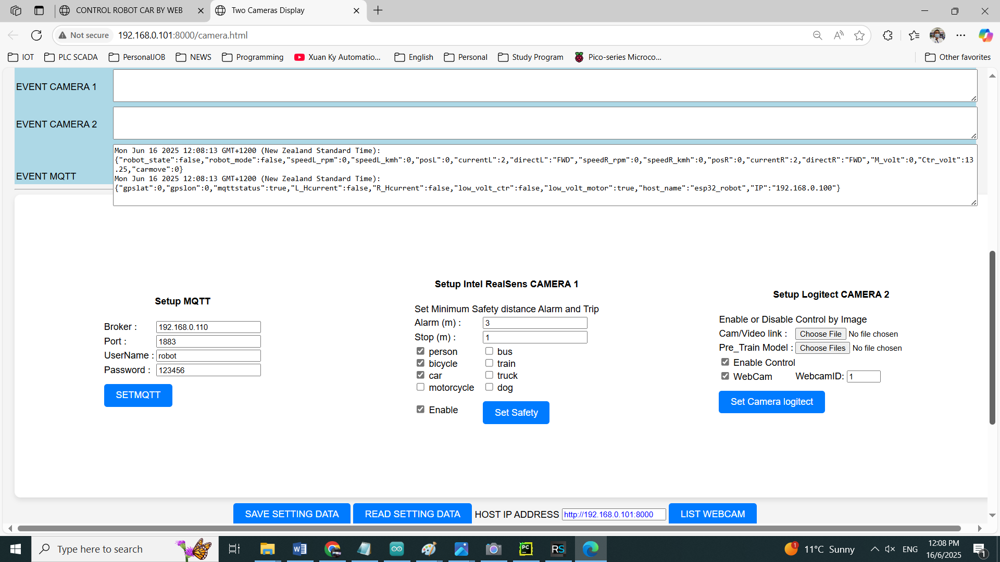 CONTROL ROBOT CAR BY WEB
Two Cameras Display
Not secure
192.168.0.101:8000/camera.html
IOT
PLC SCADA
PersonalJOB
NEWS
Programming
Xuan Ky Automatio...
English
Personal
Study Program
Pico-series Microco...
Other favorites
EVENT CAMERA 1
EVENT CAMERA 2
EVENT MQTT
Mon Jun 16 2025 12:08:13 GMT+1200 (New Zealand Standard Time):
{"robot_state":false,"robot_mode":false,"speedL_rpm":0,"speedL_kmh":0,"posL":0,"currentL":2,"directL":"FWD","speedR_rpm":0,"speedR_kmh":0,"posR":0,"currentR":2,"directR":"FWD","M_volt":0,"Ctr_volt":13
.25,"carmove":0}
Mon Jun 16 2025 12:08:13 GMT+1200 (New Zealand Standard Time):
{"gpslat":0,"gpslon":0,"mqttstatus":true,"L_Hcurrent":false,"R_Hcurrent":false,"low_volt_ctr":false,"low_volt_motor":true,"host_name":"esp32_robot","IP":"192.168.0.100"}
Setup MQTT
Broker : 192.168.0.110
Port : 1883
UserName : robot
Password : 123456
SETMQTT
Setup Intel RealSens CAMERA 1
Set Minimum Safety distance Alarm and Trip
Alarm (m) : 3
Stop (m) : 1
person bus
bicycle train
car truck
motorcycle dog
Enable Set Safety
Setup Logitect CAMERA 2
Enable or Disable Control by Image
Cam/Video link : Choose File No file chosen
Pre_Train Model : Choose Files No file chosen
Enable Control
WebCam WebcamID: 1
Set Camera logitect
SAVE SETTING DATA READ SETTING DATA HOST IP ADDRESS http://192.168.0.101:8000 LIST WEBCAM
Type here to search
PC
RS
1
11°C Sunny
ENG
12:08 PM
16/6/2025
1